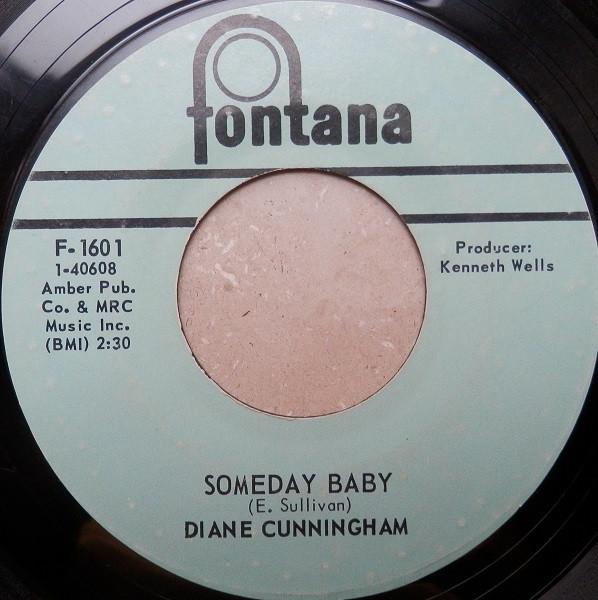 fontana
F-1601
1-40608
Amber Pub.
Co. & MRC
Music Inc.
(BMI) 2:30
Producer:
Kenneth Wells
SOMEDAY BABY
(E. Sullivan)
DIANE CUNNINGHAM